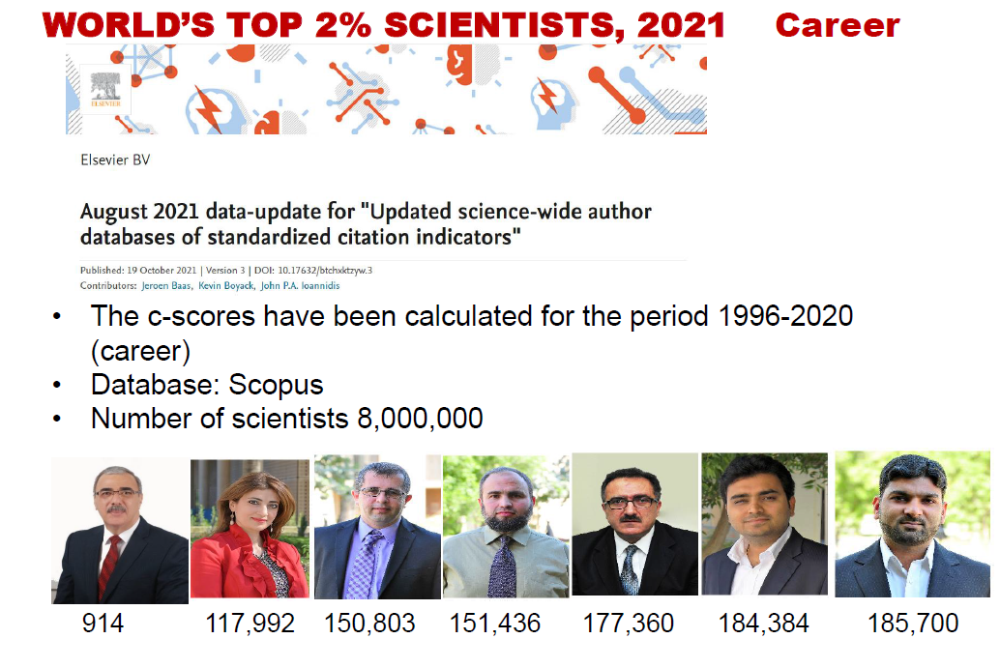 WORLD'S TOP 2% SCIENTISTS, 2021 Career
ELSEVIER
Elsevier BV
August 2021 data-update for "Updated science-wide author
databases of standardized citation indicators"
Published: 19 October 2021 | Version 3 | DOI: 10.17632/btchxktzyw.3
Contributors: Jeroen Baas, Kevin Boyack, John P.A. Ioannidis
• The c-scores have been calculated for the period 1996-2020
(career)
• Database: Scopus
• Number of scientists 8,000,000
914 117,992 150,803 151,436 177,360 184,384 185,700